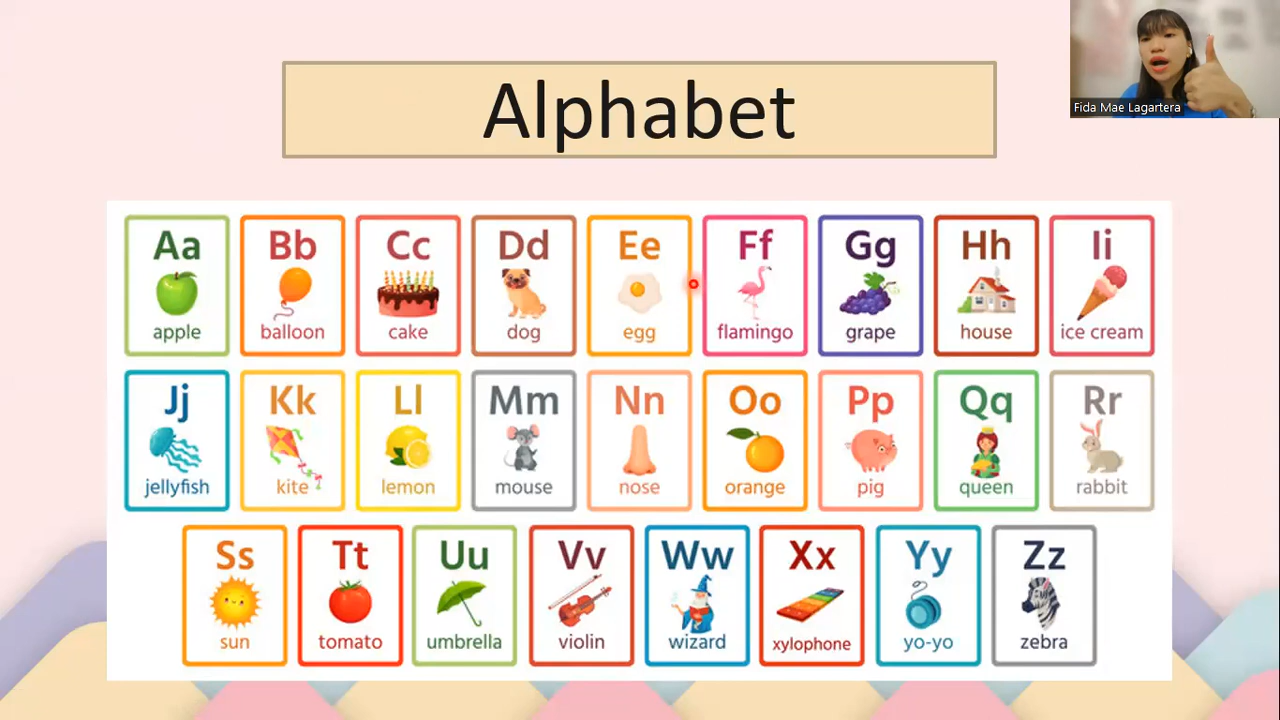 Alphabet
Fida Mae Lagartera
Aa Bb Cc Dd Ee Ff Gg Hh Ii
apple balloon cake dog egg flamingo grape house ice cream
Jj Kk Ll Mm Nn Oo Pp Qq Rr
jellyfish kite lemon mouse nose orange pig queen rabbit
Ss Tt Uu Vv Ww Xx Yy Zz
sun tomato umbrella violin wizard xylophone yo-yo zebra